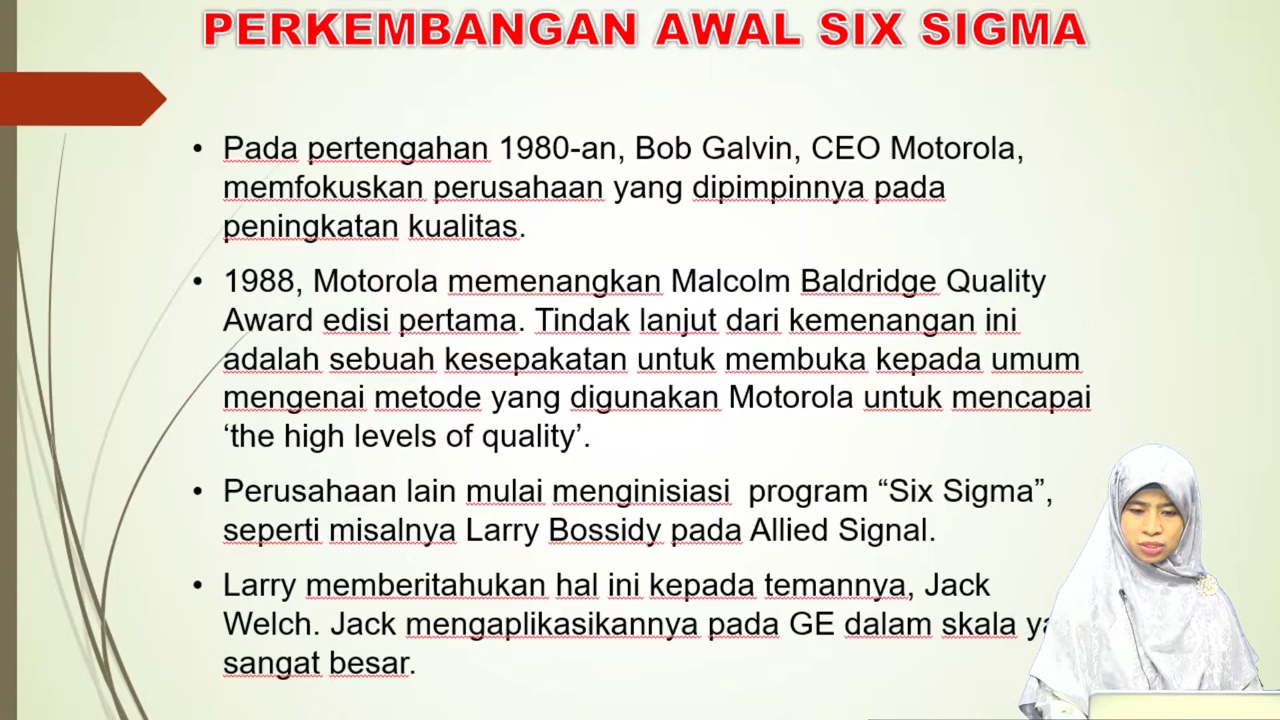 PERKEMBANGAN AWAL SIX SIGMA
• Pada pertengahan 1980-an, Bob Galvin, CEO Motorola,
memfokuskan perusahaan yang dipimpinnya pada
peningkatan kualitas.
• 1988, Motorola memenangkan Malcolm Baldridge Quality
Award edisi pertama. Tindak lanjut dari kemenangan ini
adalah sebuah kesepakatan untuk membuka kepada umum
mengenai metode yang digunakan Motorola untuk mencapai
‘the high levels of quality’.
• Perusahaan lain mulai menginisiasi program “Six Sigma”,
seperti misalnya Larry Bossidy pada Allied Signal.
• Larry memberitahukan hal ini kepada temannya, Jack
Welch. Jack mengaplikasikannya pada GE dalam skala
sangat besar.